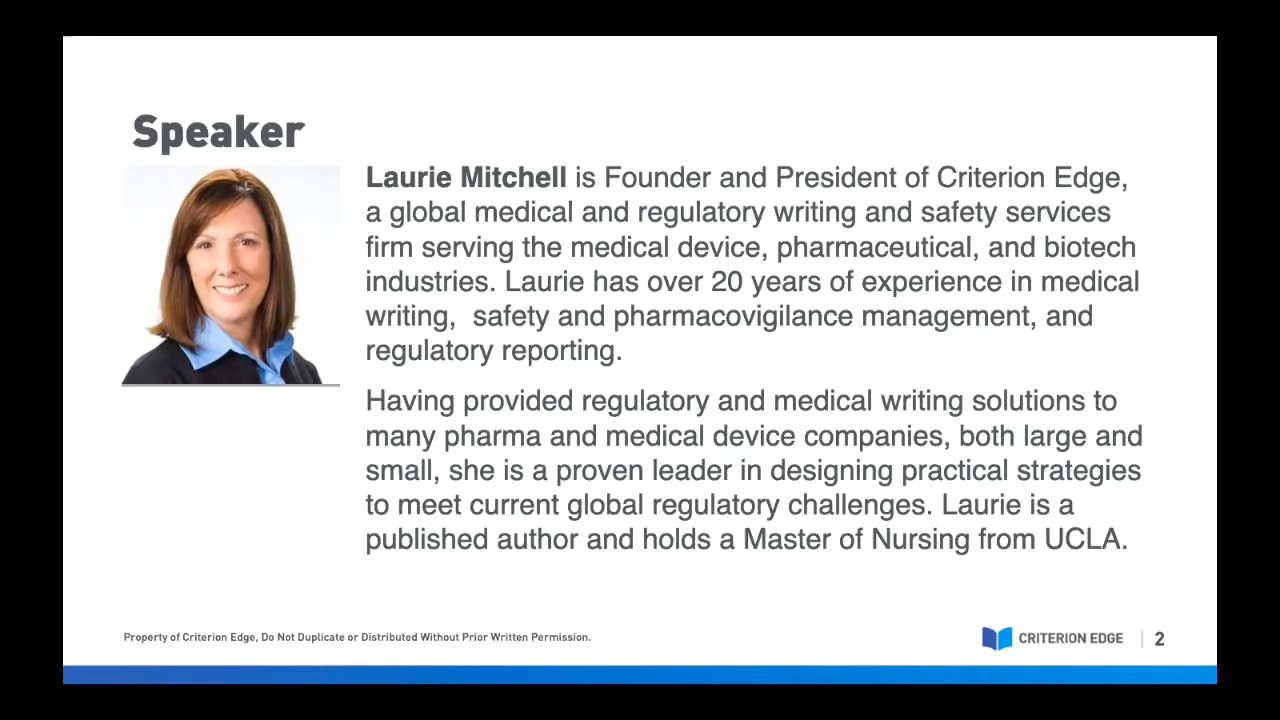 Speaker
Laurie Mitchell is Founder and President of Criterion Edge,
a global medical and regulatory writing and safety services
firm serving the medical device, pharmaceutical, and biotech
industries. Laurie has over 20 years of experience in medical
writing,  safety and pharmacovigilance management, and
regulatory reporting.
Having provided regulatory and medical writing solutions to
many pharma and medical device companies, both large and
small, she is a proven leader in designing practical strategies
to meet current global regulatory challenges. Laurie is a
published author and holds a Master of Nursing from UCLA.
Property of Criterion Edge, Do Not Duplicate or Distributed Without Prior Written Permission.
CRITERION EDGE | 2